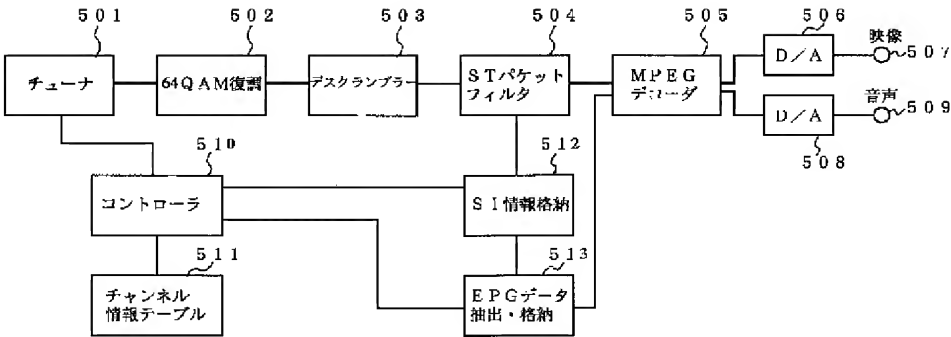 501
502
503
504
505
506
映像
507
チューナ
64QAM復調
デスクランブラー
STパケット
フィルタ
MPEG
デコーダ
D/A
音声
509
D/A
508
510
512
コントローラ
SI情報格納
511
513
チャンネル
情報テーブル
EPGデータ
抽出・格納